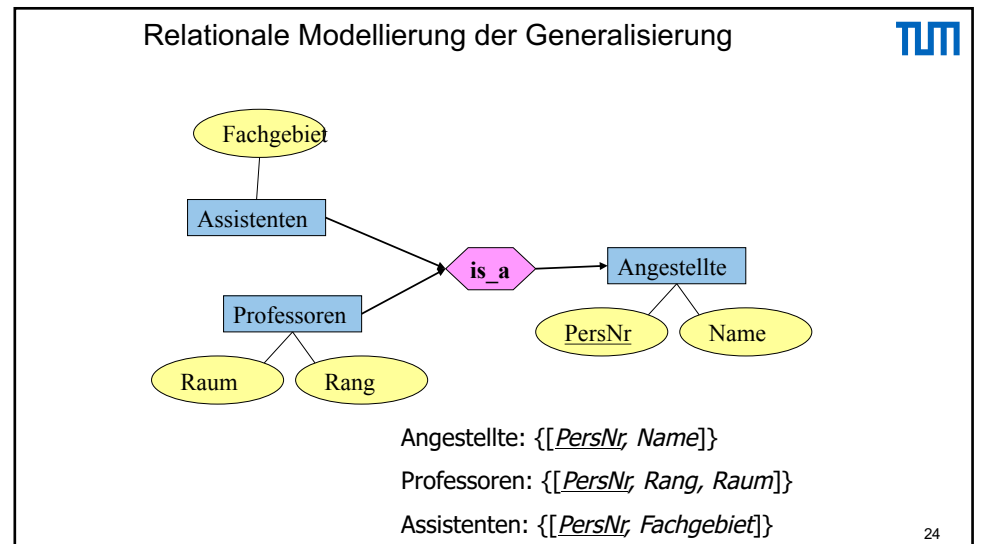 Relationale Modellierung der Generalisierung
TUM
Fachgebiet
Assistenten
is_a
Angestellte
Professoren
PersNr
Name
Raum
Rang
Angestellte: {[PersNr, Name]}
Professoren: {[PersNr, Rang, Raum]}
Assistenten: {[PersNr, Fachgebiet]}
24